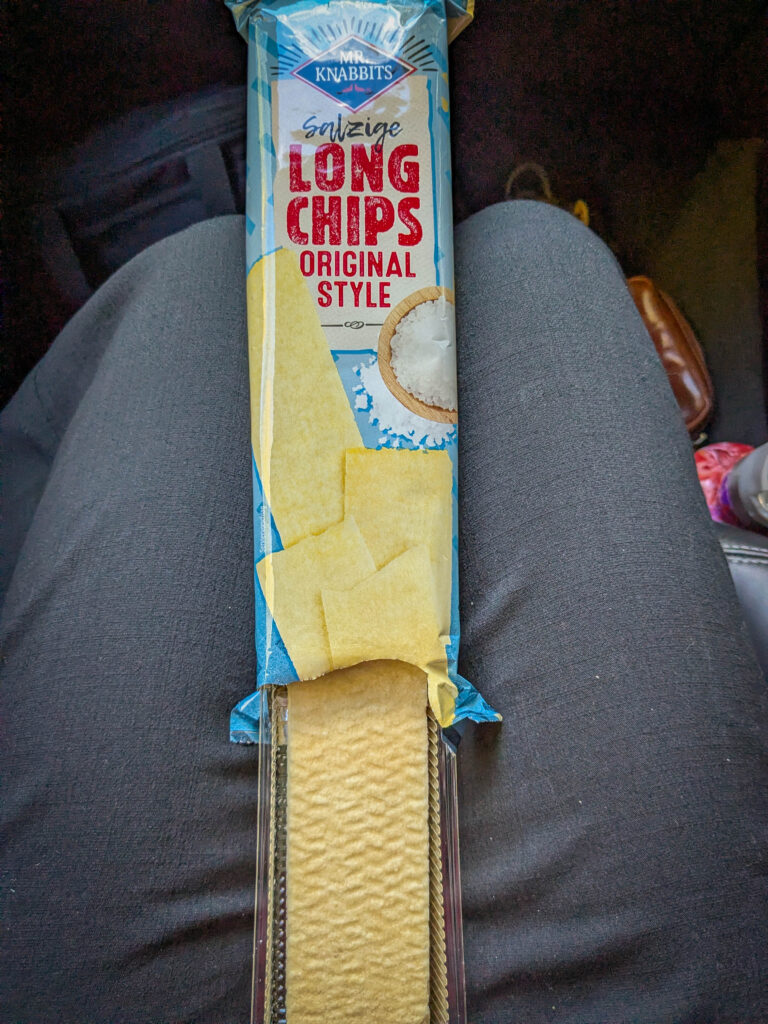 MR.
KNABBITS
Salzige
LONG
CHIPS
ORIGINAL
STYLE